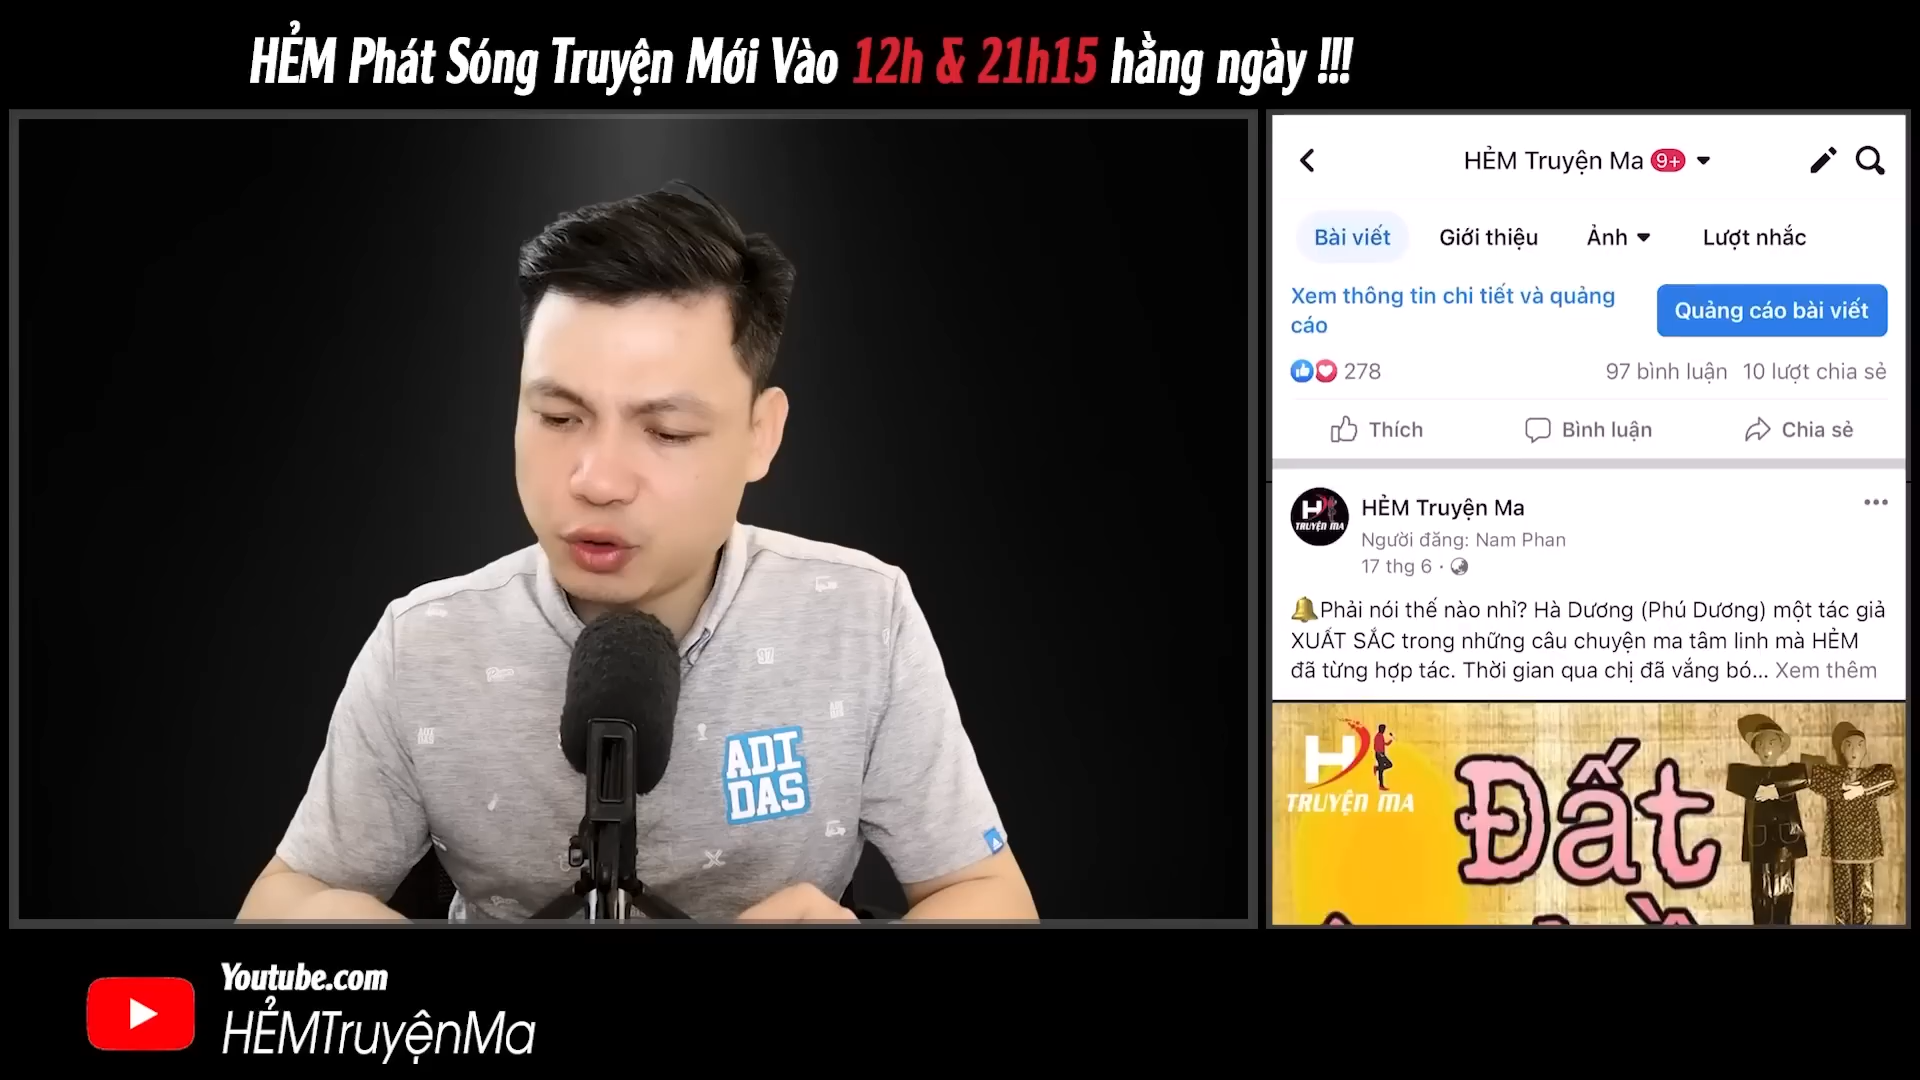 HẺM Phát Sóng Truyện Mới Vào 12h & 21h15 hằng ngày !!!
HẺM Truyện Ma 9+
Bài viết Giới thiệu Ảnh Lượt nhắc
Xem thông tin chi tiết và quảng cáo
Quảng cáo bài viết
278 97 bình luận 10 lượt chia sẻ
Thích Bình luận Chia sẻ
HẺM Truyện Ma
Người đăng: Nam Phan
17 thg 6 ·
Phải nói thế nào nhỉ? Hà Dương (Phú Dương) một tác giả
XUẤT SẮC trong những câu chuyện ma tâm linh mà HẺM
đã từng hợp tác. Thời gian qua chị đã vắng bó... Xem thêm
H
TRUYỆN MA
H
TRUYỆN MA
Đất
ADI
DAS
Youtube.com
HẺMTruyệnMa